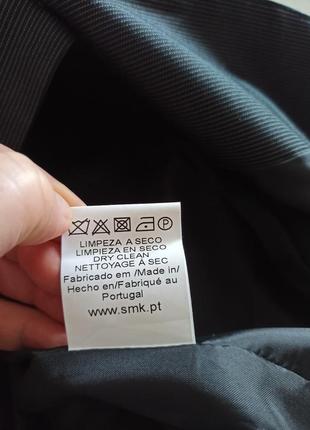 P
LIMPEZA A SECO
LIMPIEZA EN SECO
DRY CLEAN
NETTOYAGE À SEC
Fabricado em /Made in/
Hecho en/Fabriqué au
Portugal
www.smk.pt